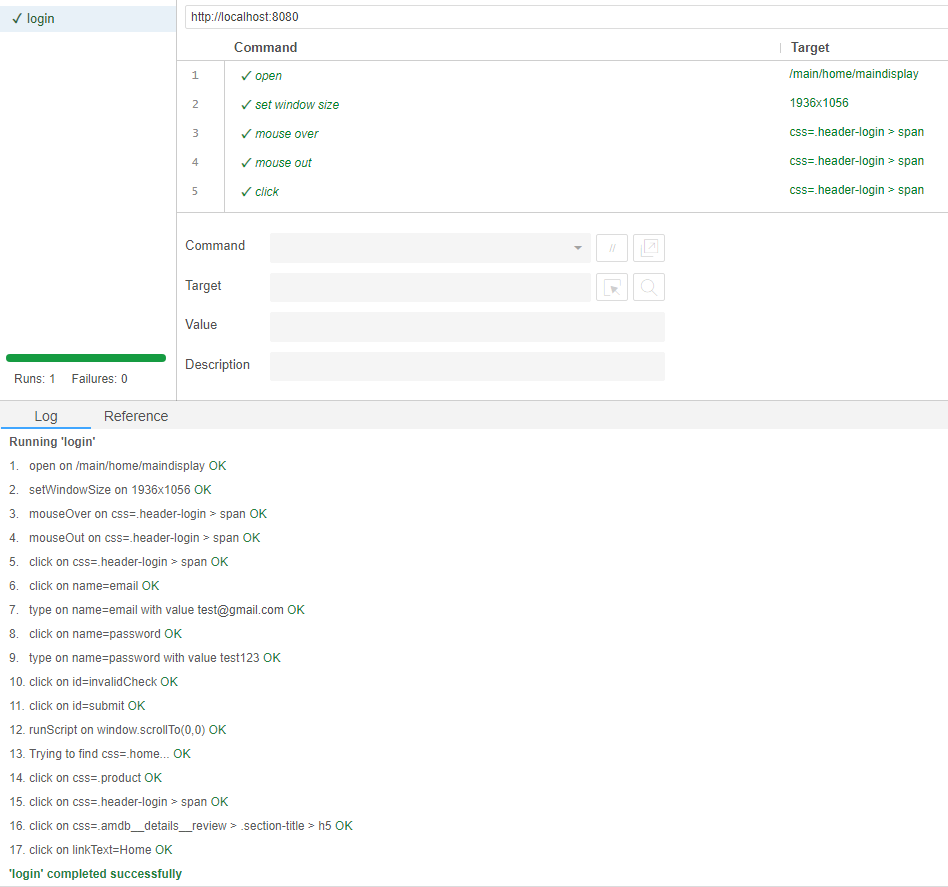 ✓ login
http://localhost:8080
Command Target
1 ✓ open /main/home/maindisplay
2 ✓ set window size 1936x1056
3 ✓ mouse over css=.header-login > span
4 ✓ mouse out css=.header-login > span
5 ✓ click css=.header-login > span
Command //
Target
Value
Description
Runs: 1 Failures: 0
Log Reference
Running 'login'
1. open on /main/home/maindisplay OK
2. setWindowSize on 1936x1056 OK
3. mouseOver on css=.header-login > span OK
4. mouseOut on css=.header-login > span OK
5. click on css=.header-login > span OK
6. click on name=email OK
7. type on name=email with value test@gmail.com OK
8. click on name=password OK
9. type on name=password with value test123 OK
10. click on id=invalidCheck OK
11. click on id=submit OK
12. runScript on window.scrollTo(0,0) OK
13. Trying to find css=.home... OK
14. click on css=.product OK
15. click on css=.header-login > span OK
16. click on css=.amdb__details__review > .section-title > h5 OK
17. click on linkText=Home OK
'login' completed successfully